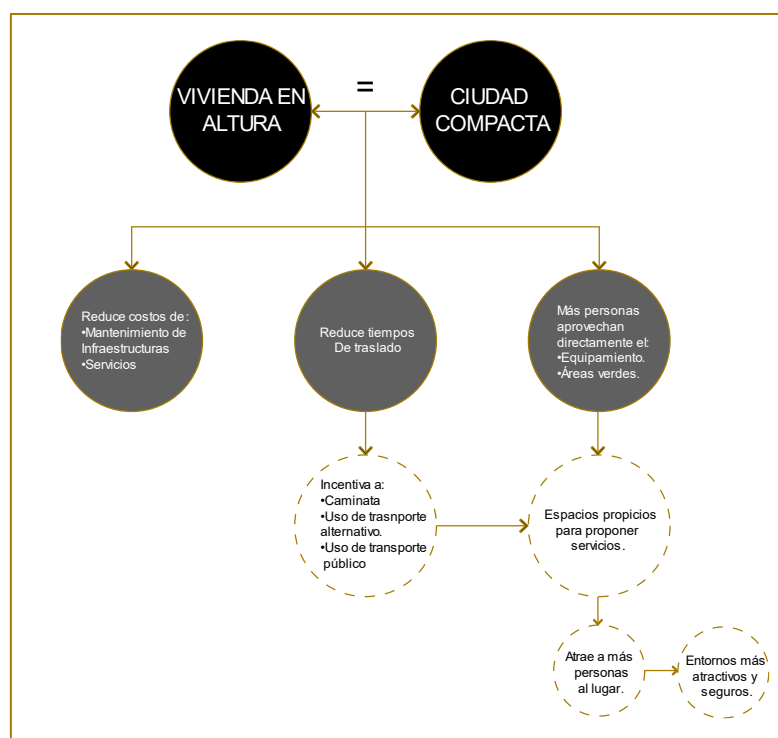 VIVIENDA EN
ALTURA
=
CIUDAD
COMPACTA
Reduce costos de:
•Mantenimiento de
Infraestructuras
•Servicios
Reduce tiempos
De traslado
Más personas
aprovechan
directamente el:
•Equipamiento.
•Áreas verdes.
Incentiva a:
•Caminata
•Uso de trasnporte
alternativo.
•Uso de transporte
público
Espacios propicios
para proponer
servicios.
Atrae a más
personas
al lugar.
Entornos más
atractivos y
seguros.